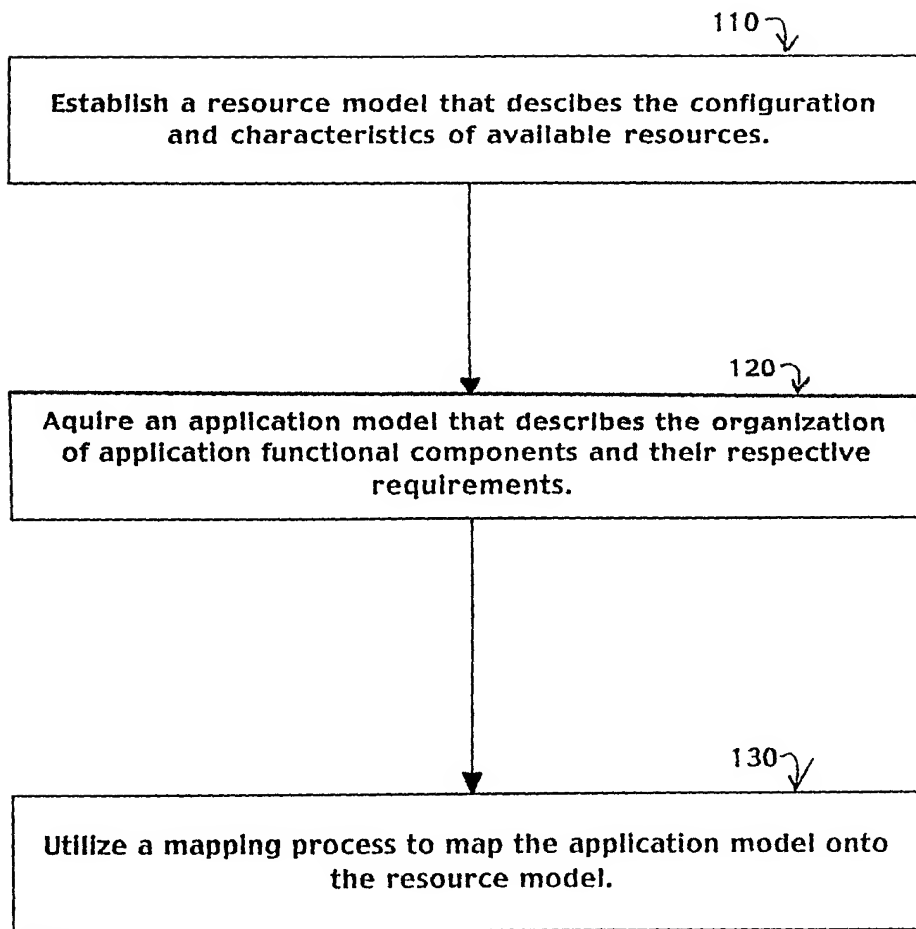 110
Establish a resource model that descibes the configuration
and characteristics of available resources.
120
Aquire an application model that describes the organization
of application functional components and their respective
requirements.
130
Utilize a mapping process to map the application model onto
the resource model.